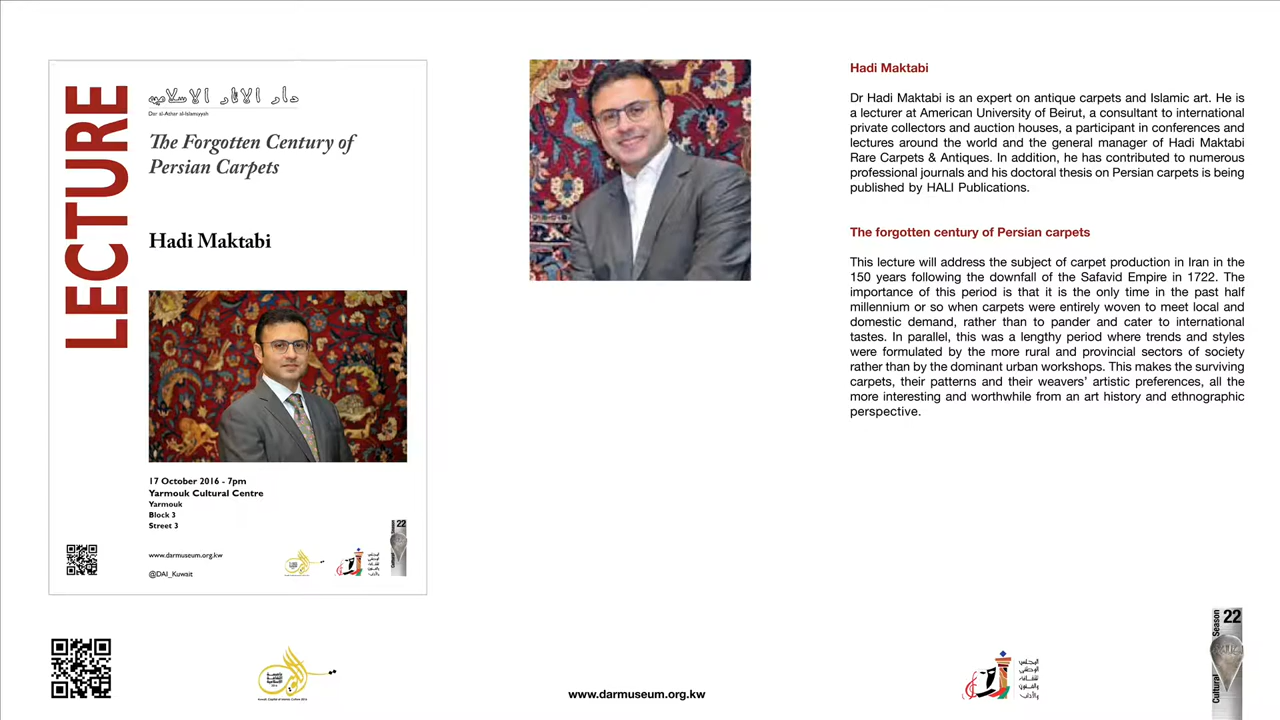 LECTURE
دار الآثار الإسلامية
Dar al-Athar al-Islamiyyah
The Forgotten Century of
Persian Carpets
Hadi Maktabi
17 October 2016 - 7pm
Yarmouk Cultural Centre
Yarmouk
Block 3
Street 3
www.darmuseum.org.kw
@DAI_Kuwait
Cultural Season 22
Hadi Maktabi
Dr Hadi Maktabi is an expert on antique carpets and Islamic art. He is
a lecturer at American University of Beirut, a consultant to international
private collectors and auction houses, a participant in conferences and
lectures around the world and the general manager of Hadi Maktabi
Rare Carpets & Antiques. In addition, he has contributed to numerous
professional journals and his doctoral thesis on Persian carpets is being
published by HALI Publications.
The forgotten century of Persian carpets
This lecture will address the subject of carpet production in Iran in the
150 years following the downfall of the Safavid Empire in 1722. The
importance of this period is that it is the only time in the past half
millennium or so when carpets were entirely woven to meet local and
domestic demand, rather than to pander and cater to international
tastes. In parallel, this was a lengthy period where trends and styles
were formulated by the more rural and provincial sectors of society
rather than by the dominant urban workshops. This makes the surviving
carpets, their patterns and their weavers' artistic preferences, all the
more interesting and worthwhile from an art history and ethnographic
perspective.
www.darmuseum.org.kw
المجلس
الوطني
للثقافة
والفنون
والآداب
Cultural Season 22